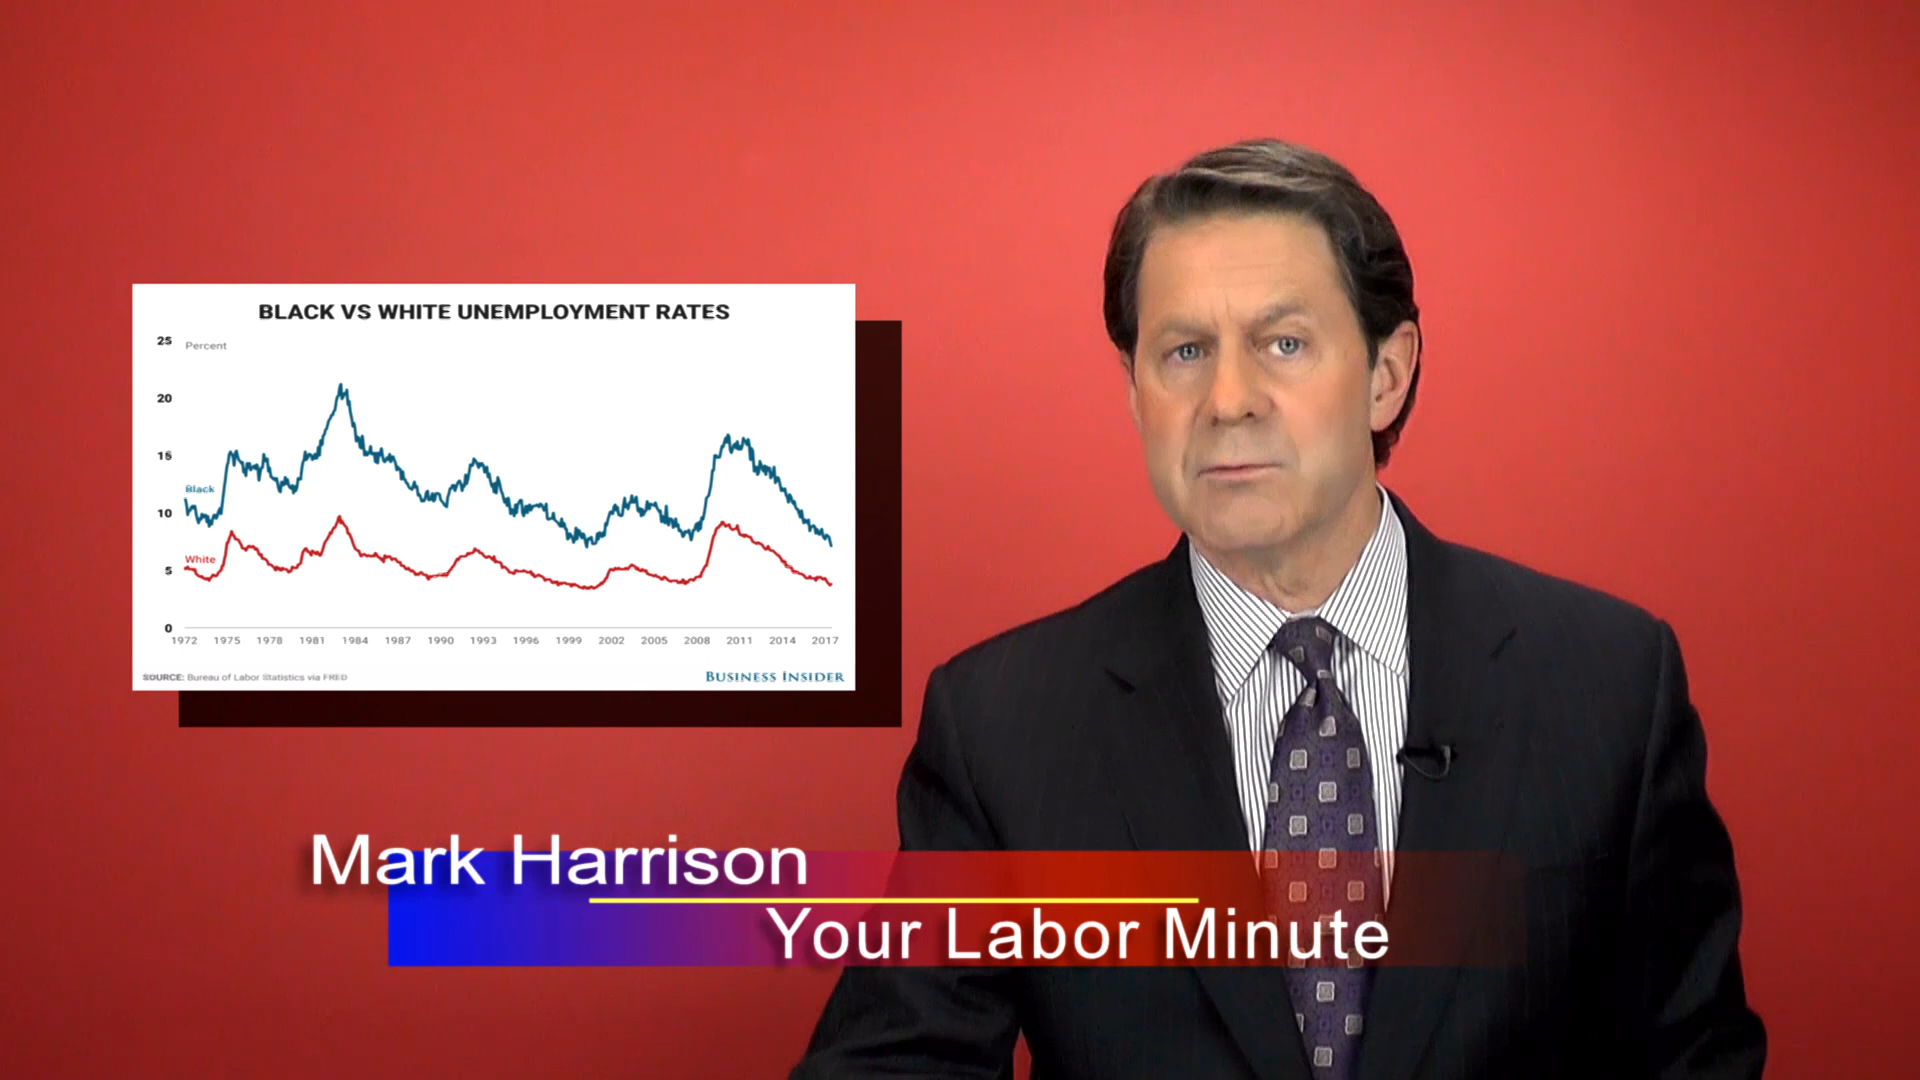 BLACK VS WHITE UNEMPLOYMENT RATES
25
Percent
20
15
Black
10
White
5
0
1972 1975 1978 1981 1984 1987 1990 1993 1996 1999 2002 2005 2008 2011 2014 2017
SOURCE: Bureau of Labor Statistics via FRED
BUSINESS INSIDER
Mark Harrison
Your Labor Minute